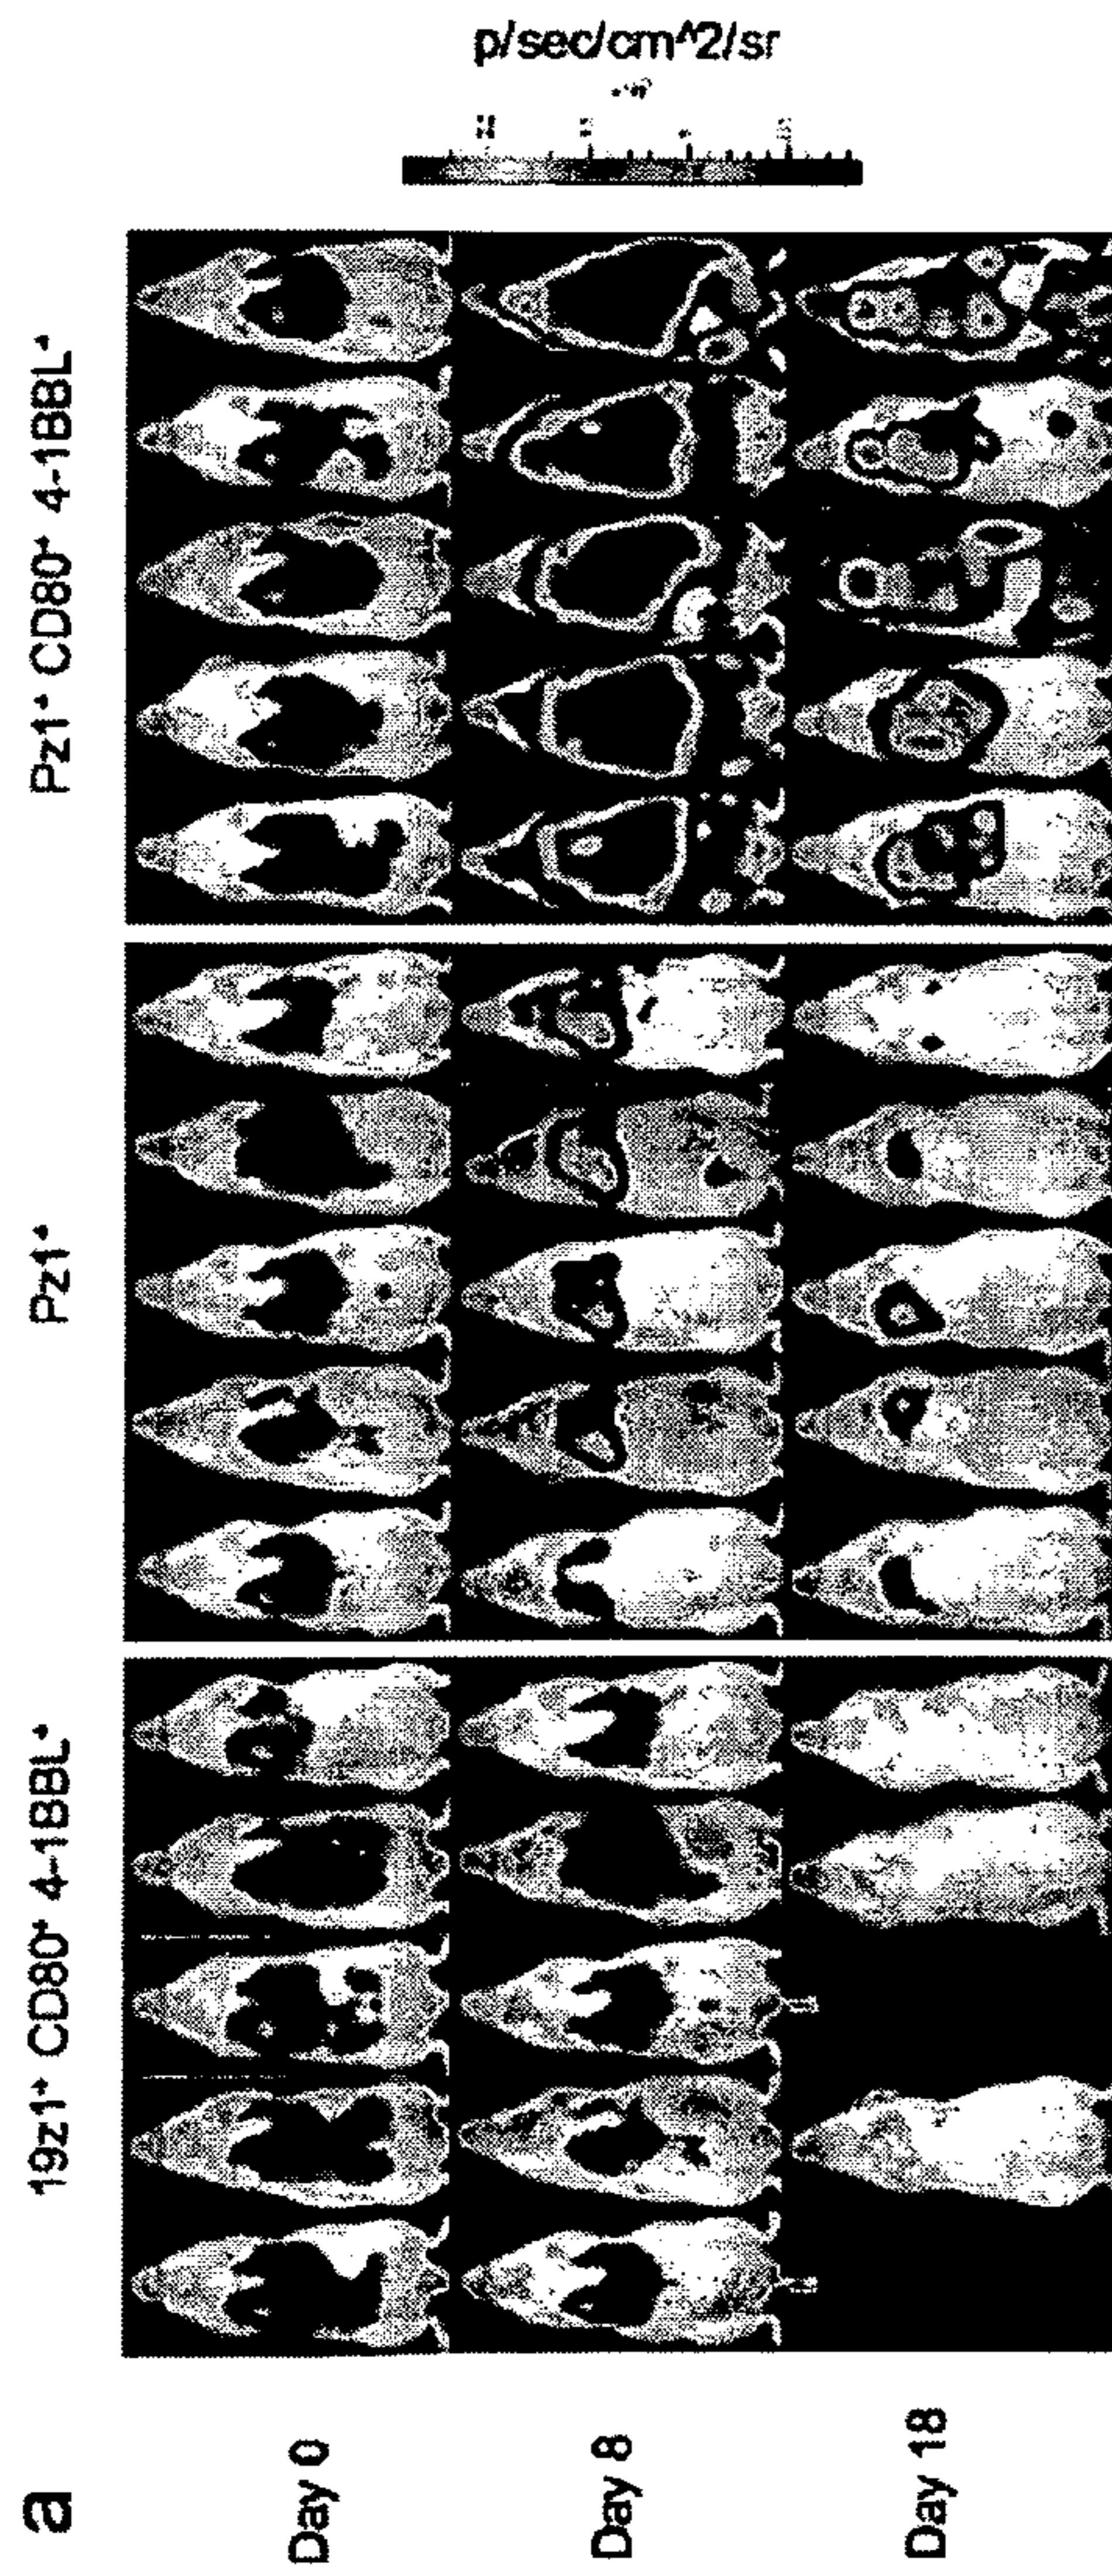 a
19z1⁺ CD80⁺ 4-1BBL⁺
Pz1⁺
Pz1⁺ CD80⁺ 4-1BBL⁺
p/sec/cm^2/sr
Day 0
Day 8
Day 18